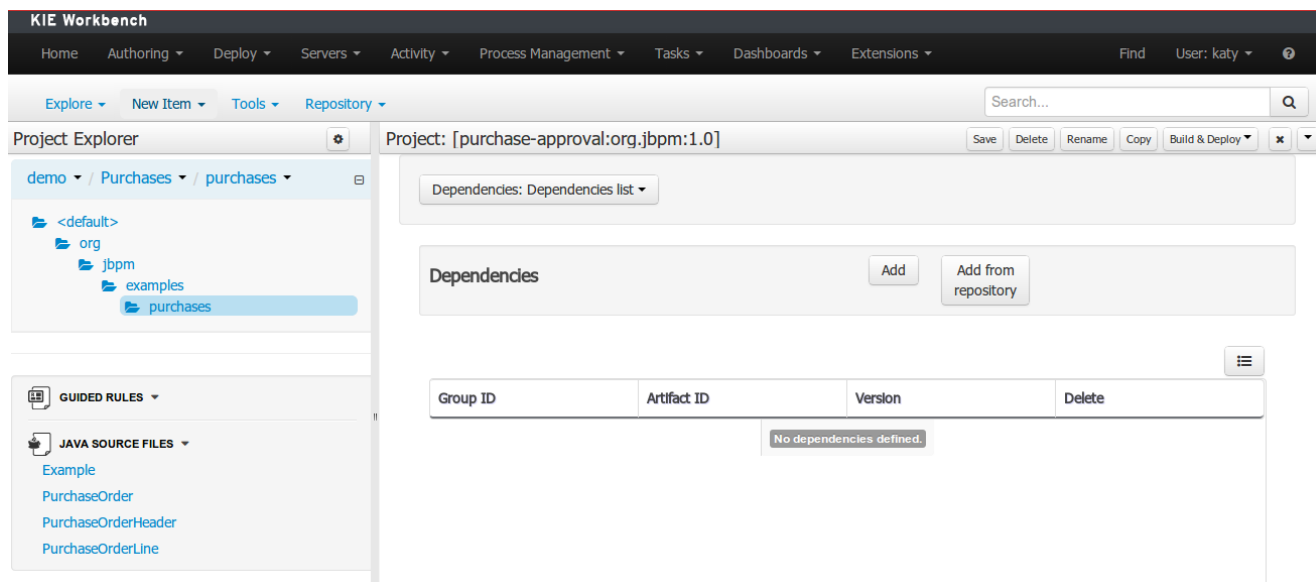 KIE Workbench
Home Authoring Deploy Servers Activity Process Management Tasks Dashboards Extensions Find User: katy
Explore New Item Tools Repository Search...
Project Explorer
Project: [purchase-approval:org.jbpm:1.0] Save Delete Rename Copy Build & Deploy
demo / Purchases / purchases
Dependencies: Dependencies list
<default>
org
jbpm
examples
purchases
Dependencies Add Add from
repository
GUIDED RULES
JAVA SOURCE FILES
Example
PurchaseOrder
PurchaseOrderHeader
PurchaseOrderLine
Group ID Artifact ID Version Delete
No dependencies defined.